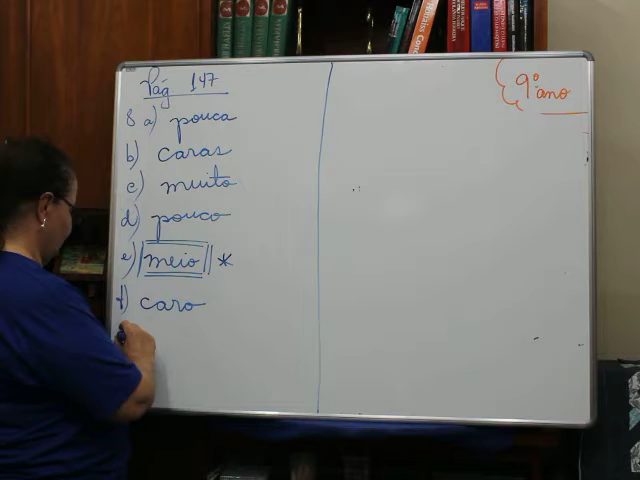 Pág 147
8 a) pouca
b) caras
c) muito
d) pouco
e) meio *
f) caro
9º ano